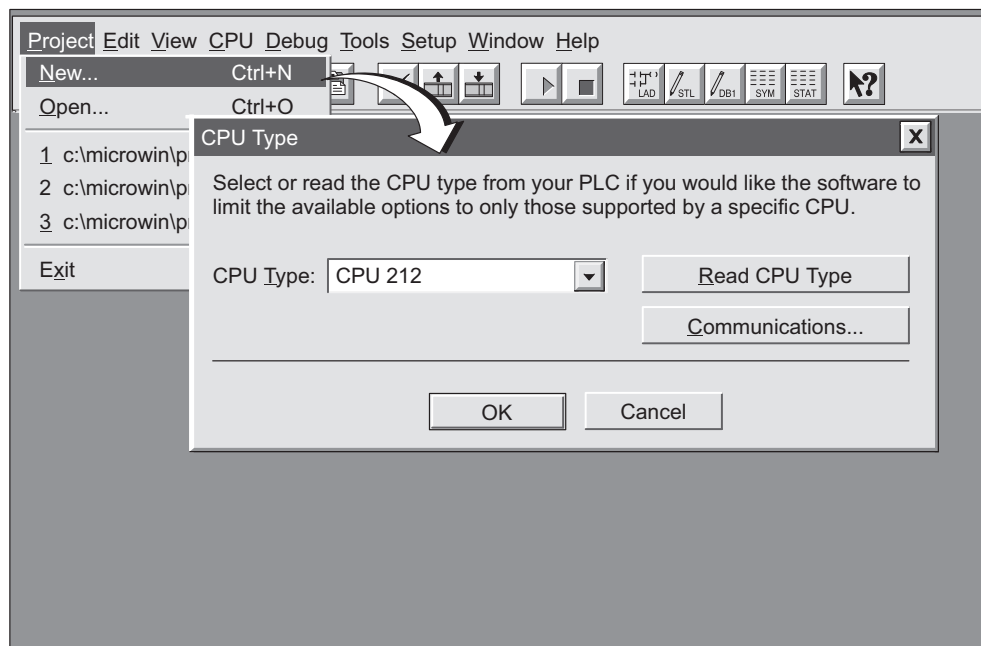 Project Edit View CPU Debug Tools Setup Window Help
New... Ctrl+N
Open... Ctrl+O
LAD STL DB1 SYM STAT ?
1 c:\microwin\p
2 c:\microwin\p
3 c:\microwin\p
Exit
CPU Type X
Select or read the CPU type from your PLC if you would like the software to
limit the available options to only those supported by a specific CPU.
CPU Type: CPU 212 Read CPU Type
Communications...
OK Cancel